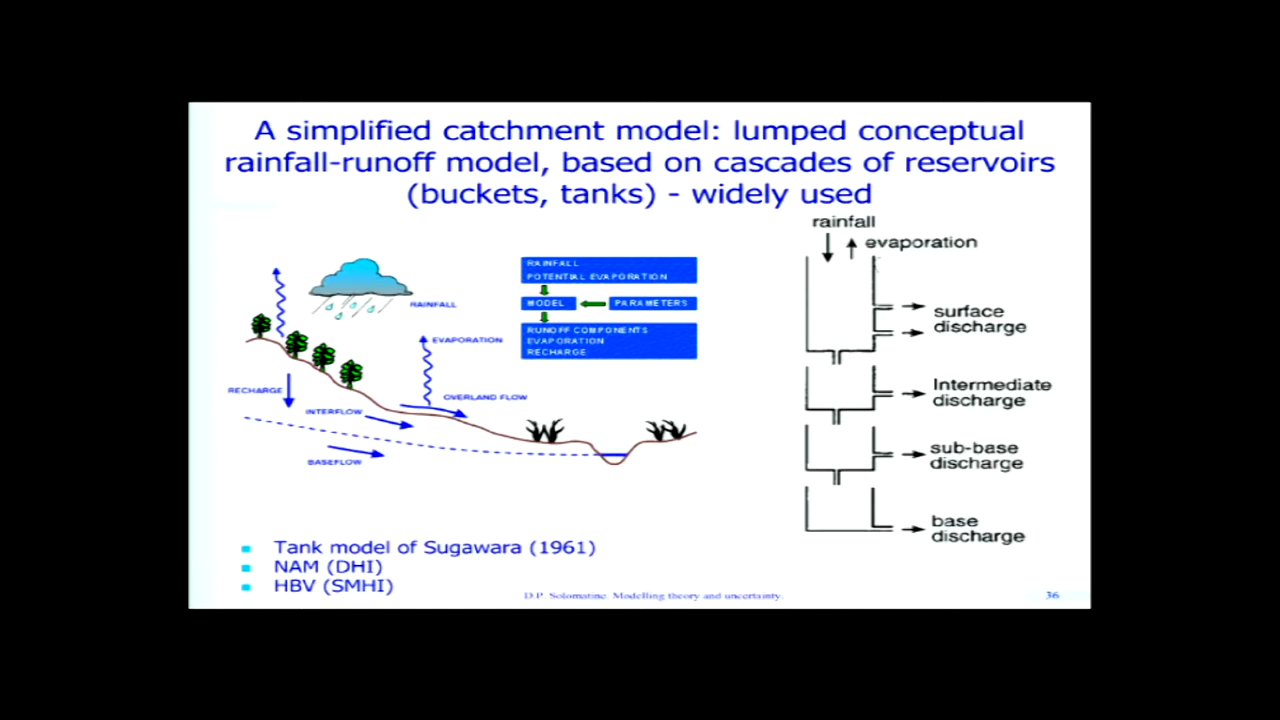 A simplified catchment model: lumped conceptual
rainfall-runoff model, based on cascades of reservoirs
(buckets, tanks) - widely used
RAINFALL
EVAPORATION
RECHARGE
OVERLAND FLOW
INTERFLOW
BASEFLOW
RAINFALL
POTENTIAL EVAPORATION
MODEL
PARAMETERS
RUNOFF COMPONENTS
EVAPORATION
RECHARGE
rainfall
evaporation
surface
discharge
Intermediate
discharge
sub-base
discharge
base
discharge
Tank model of Sugawara (1961)
NAM (DHI)
HBV (SMHI)
D.P. Solomatine. Modelling theory and uncertainty.
36